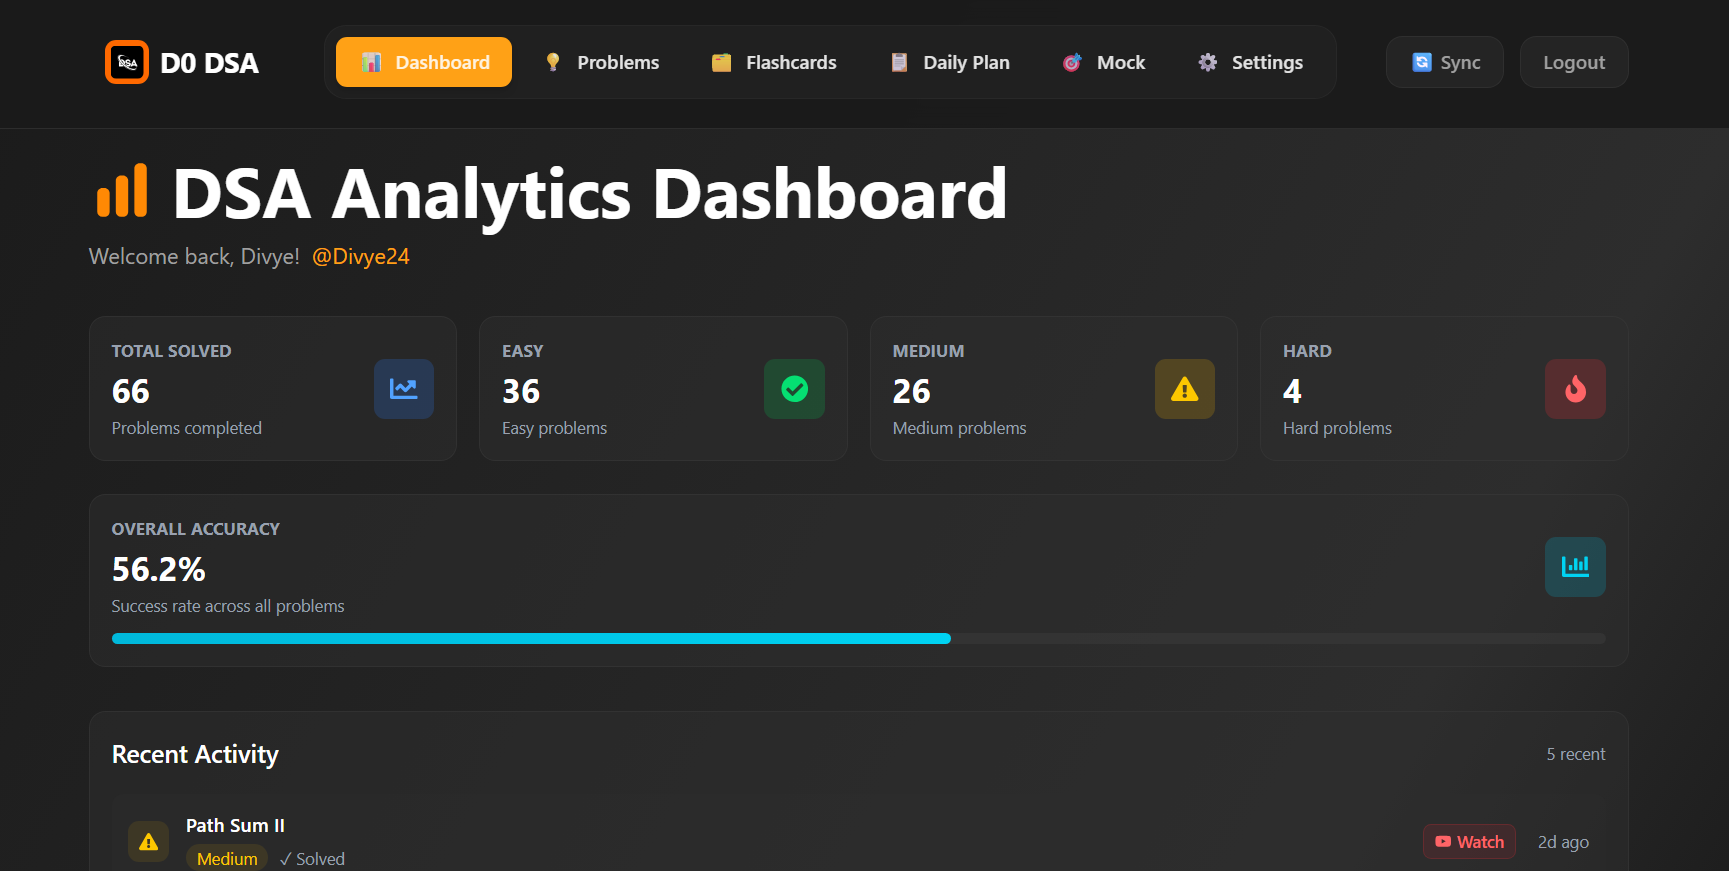 DSA
D0 DSA
Dashboard
Problems
Flashcards
Daily Plan
Mock
Settings
Sync
Logout
DSA Analytics Dashboard
Welcome back, Divye! @Divye24
TOTAL SOLVED
66
Problems completed
EASY
36
Easy problems
MEDIUM
26
Medium problems
HARD
4
Hard problems
OVERALL ACCURACY
56.2%
Success rate across all problems
Recent Activity
5 recent
Path Sum II
Medium
✓ Solved
Watch
2d ago